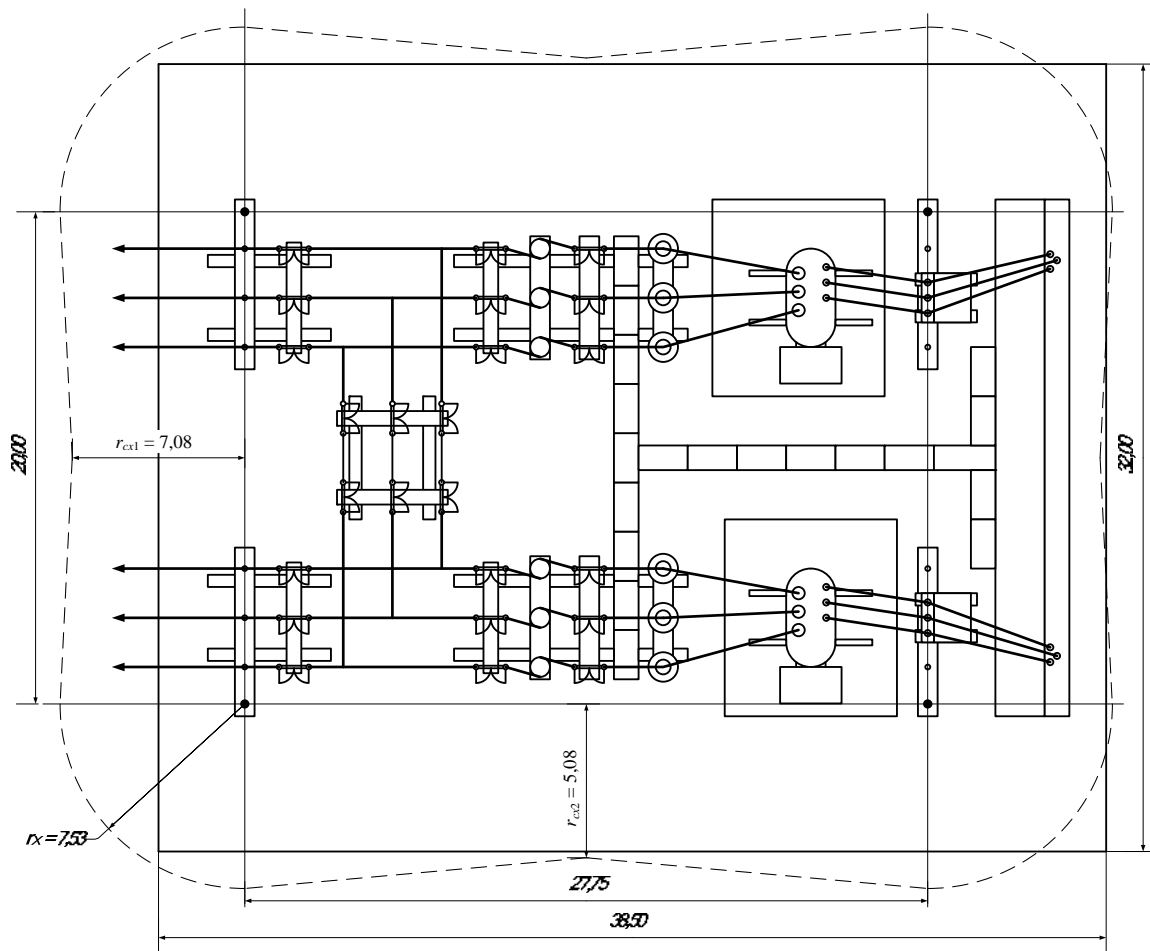 20,00
r_cx1 = 7,08
32,00
r_cx2 = 5,08
rx = 7,53
27,75
38,50